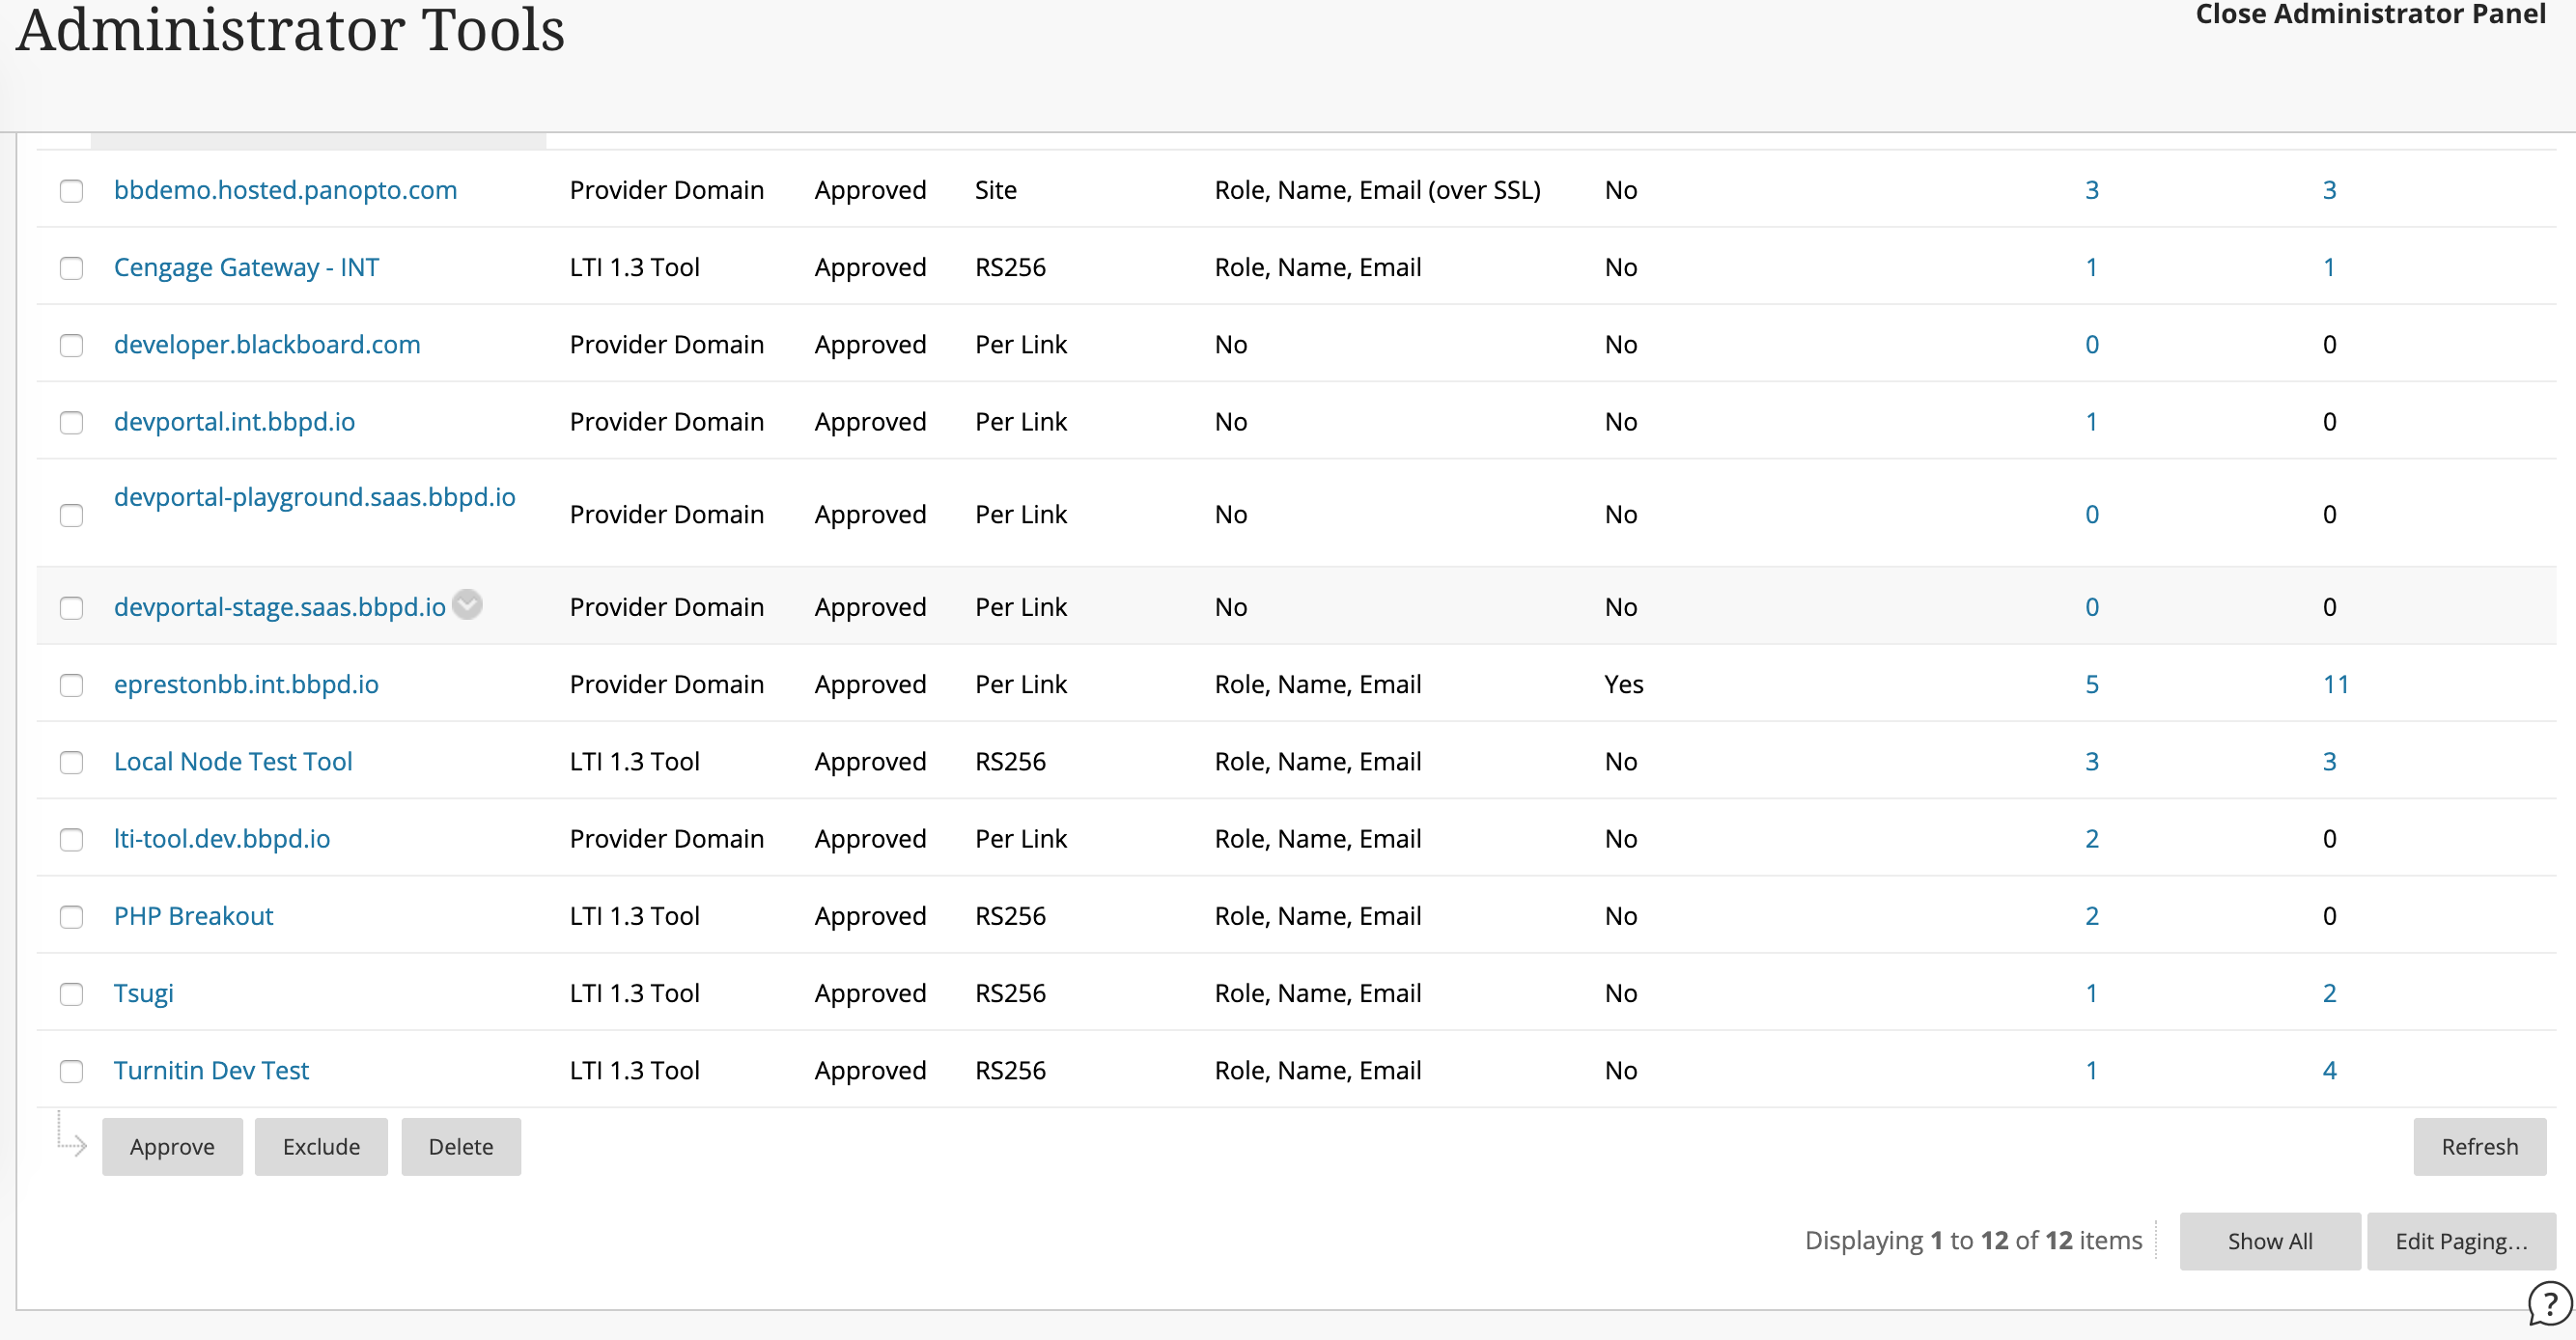 Administrator Tools
Close Administrator Panel
bbdemo.hosted.panopto.com Provider Domain Approved Site Role, Name, Email (over SSL) No 3 3
Cengage Gateway - INT LTI 1.3 Tool Approved RS256 Role, Name, Email No 1 1
developer.blackboard.com Provider Domain Approved Per Link No No 0 0
devportal.int.bbpd.io Provider Domain Approved Per Link No No 1 0
devportal-playground.saas.bbpd.io Provider Domain Approved Per Link No No 0 0
devportal-stage.saas.bbpd.io Provider Domain Approved Per Link No No 0 0
eprestonbb.int.bbpd.io Provider Domain Approved Per Link Role, Name, Email Yes 5 11
Local Node Test Tool LTI 1.3 Tool Approved RS256 Role, Name, Email No 3 3
lti-tool.dev.bbpd.io Provider Domain Approved Per Link Role, Name, Email No 2 0
PHP Breakout LTI 1.3 Tool Approved RS256 Role, Name, Email No 2 0
Tsugi LTI 1.3 Tool Approved RS256 Role, Name, Email No 1 2
Turnitin Dev Test LTI 1.3 Tool Approved RS256 Role, Name, Email No 1 4
Approve Exclude Delete Refresh
Displaying 1 to 12 of 12 items Show All Edit Paging...
?